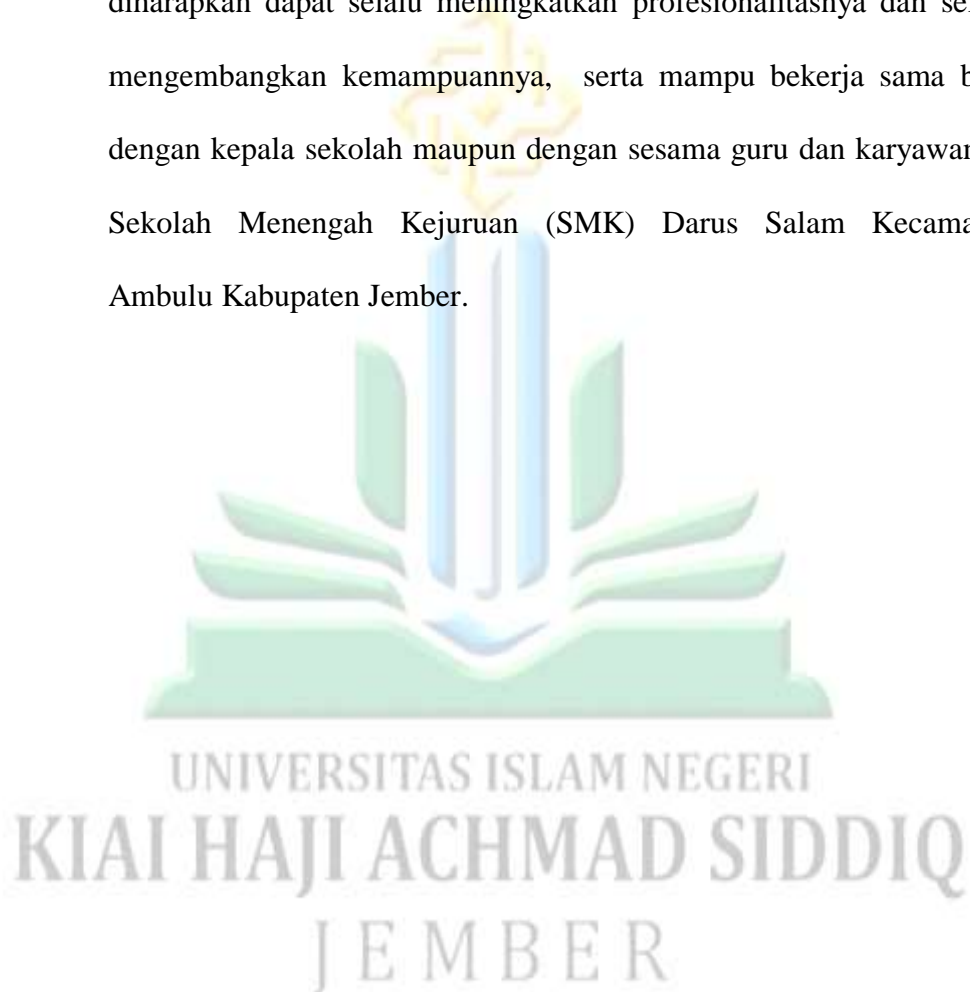 diharapkan dapat selalu meningkatkan profesionalitasnya dan
mengembangkan kemampuannya, serta mampu bekerja sama
dengan kepala sekolah maupun dengan sesama guru dan karyawan
Sekolah Menengah Kejuruan (SMK) Darus Salam
Ambulu Kabupaten Jember.
UNIVERSITAS ISLAM NEGERI
KIAI HAJI ACHMAD SIDDIQ
JEMBER